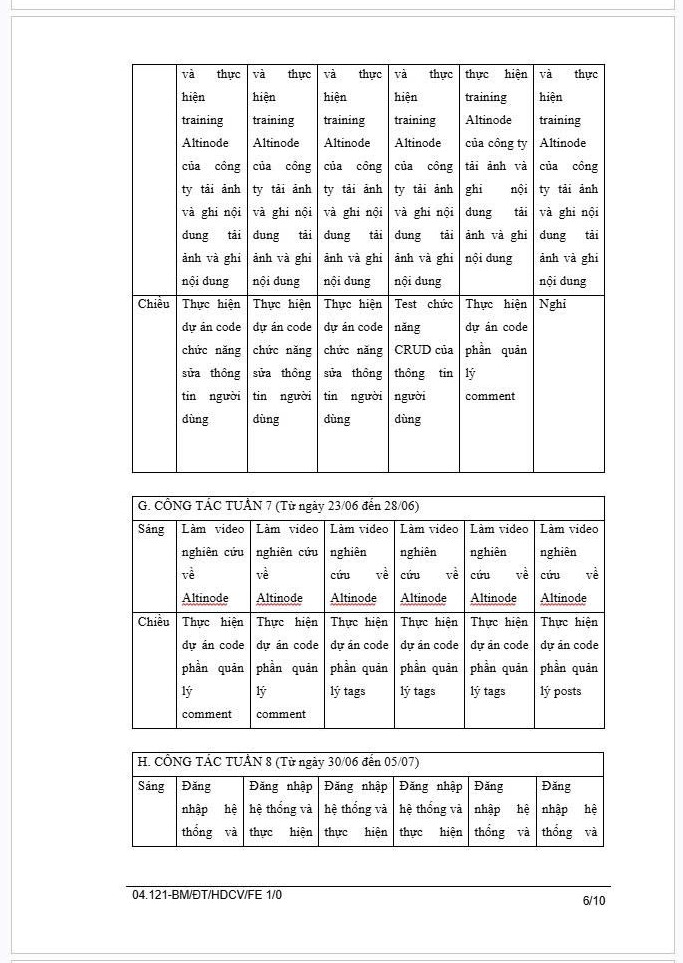 và thực và thực và thực và thực thực hiện và thực
hiện hiện hiện hiện training hiện
training training training training Altinode training
Altinode Altinode Altinode Altinode của công ty Altinode
của công của công của công của công tải ảnh và của công
ty tải ảnh ty tải ảnh ty tải ảnh ty tải ảnh ghi nội ty tải ảnh
và ghi nội và ghi nội và ghi nội và ghi nội dung tải và ghi nội
dung tải dung tải dung tải dung tải ảnh và ghi dung tải
ảnh và ghi ảnh và ghi ảnh và ghi ảnh và ghi nội dung ảnh và ghi
nội dung nội dung nội dung nội dung nội dung
Chiều Thực hiện Thực hiện Thực hiện Test chức Thực hiện Nghỉ
dự án code dự án code dự án code năng dự án code
chức năng chức năng chức năng CRUD của phần quản
sửa thông sửa thông sửa thông thông tin lý
tin người tin người tin người người comment
dùng dùng dùng dùng
G. CÔNG TÁC TUẦN 7 (Từ ngày 23/06 đến 28/06)
Sáng Làm video Làm video Làm video Làm video Làm video Làm video
nghiên cứu nghiên cứu nghiên nghiên nghiên nghiên
về về cứu về cứu về cứu về cứu về
Altinode Altinode Altinode Altinode Altinode Altinode
Chiều Thực hiện Thực hiện Thực hiện Thực hiện Thực hiện Thực hiện
dự án code dự án code dự án code dự án code dự án code dự án code
phần quản phần quản phần quản phần quản phần quản phần quản
lý lý lý tags lý tags lý tags lý posts
comment comment
H. CÔNG TÁC TUẦN 8 (Từ ngày 30/06 đến 05/07)
Sáng Đăng Đăng nhập Đăng nhập Đăng nhập Đăng Đăng
nhập hệ hệ thống và hệ thống và hệ thống và nhập hệ nhập hệ
thống và thực hiện thực hiện thực hiện thống và thống và
04.121-BM/ĐT/HDCV/FE 1/0
6/10